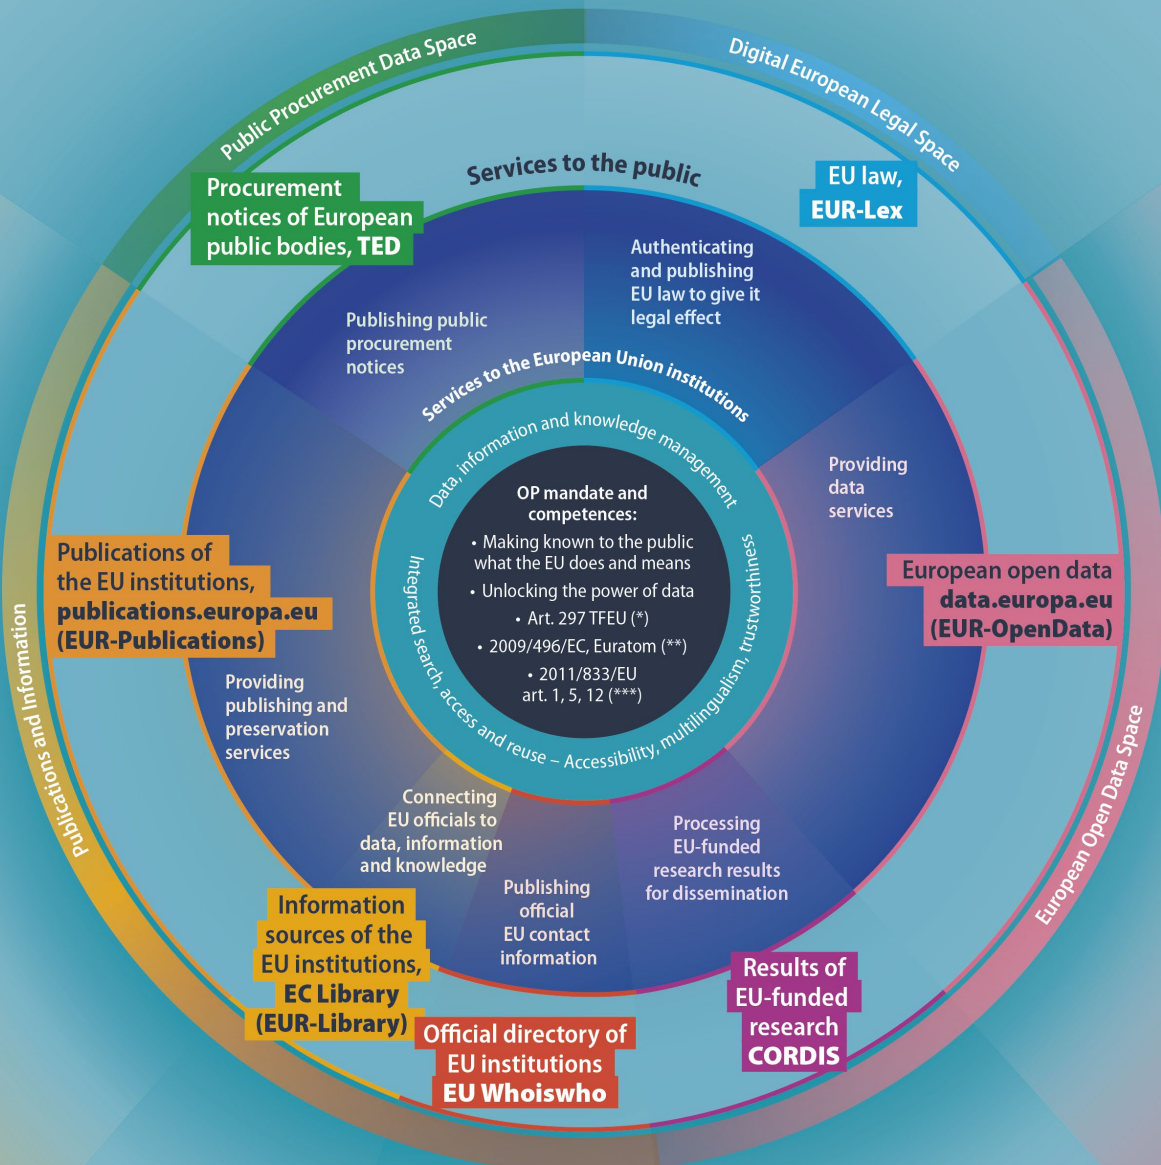 Public Procurement Data Space
Digital European Legal Space
Services to the public
Procurement
notices of European
public bodies, TED
EU law,
EUR-Lex
Publishing public
procurement
notices
Authenticating
and publishing
EU law to give it
legal effect
Services to the European Union institutions
Data, information and knowledge management
Providing
data
services
OP mandate and
competences:
• Making known to the public
what the EU does and means
• Unlocking the power of data
• Art. 297 TFEU (*)
• 2009/496/EC, Euratom (**)
• 2011/833/EU
art. 1, 5, 12 (***)
Integrated search, access and reuse – Accessibility, multilingualism, trustworthiness
Publications of
the EU institutions,
publications.europa.eu
(EUR-Publications)
European open data
data.europa.eu
(EUR-OpenData)
Publications and Information
European Open Data Space
Providing
publishing and
preservation
services
Connecting
EU officials to
data, information
and knowledge
Publishing
official
EU contact
information
Processing
EU-funded
research results
for dissemination
Information
sources of the
EU institutions,
EC Library
(EUR-Library)
Official directory of
EU institutions
EU Whoiswho
Results of
EU-funded
research
CORDIS